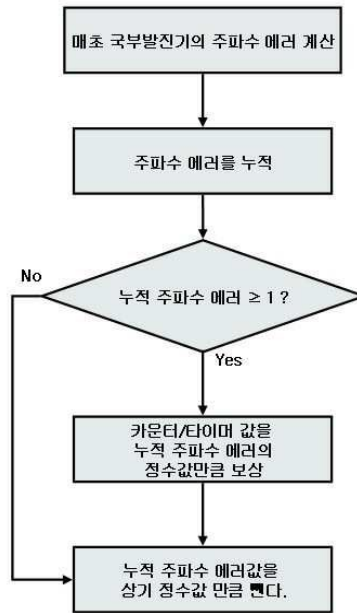 매초 국부발진기의 주파수 에러 계산
주파수 에러를 누적
누적 주파수 에러 ≥ 1 ?
No
Yes
카운터/타이머 값을
누적 주파수 에러의
정수값만큼 보상
누적 주파수 에러값을
상기 정수값 만큼 뺀다.